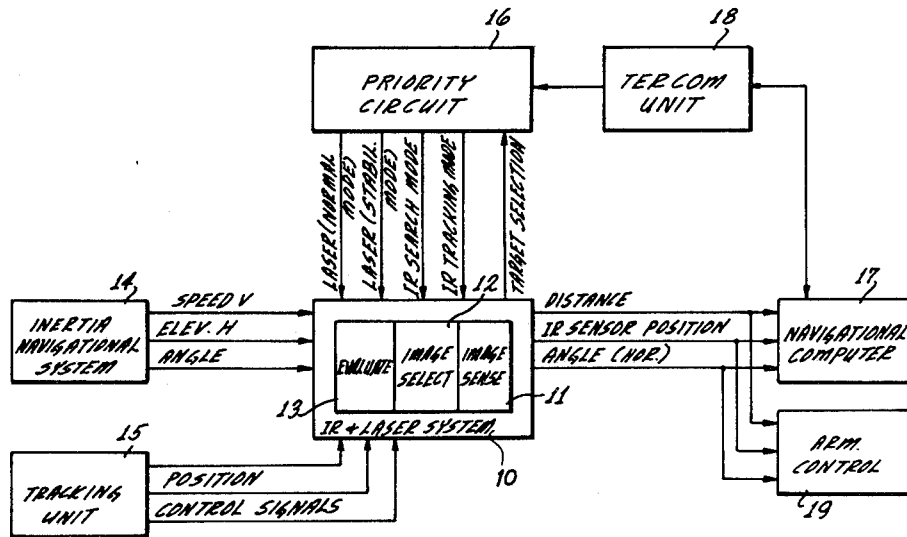 16
18
PRIORITY
CIRCUIT
TERCOM
UNIT
LASER (NORMAL
MODE)
LASER (STABIL.
MODE)
IR SEARCH MODE
IR TRACKING MODE
TARGET SELECTION
14
INERTIA
NAVIGATIONAL
SYSTEM
SPEED V
ELEV. H
ANGLE
12
EVALUATE
IMAGE
SELECT
IMAGE
SENSE
13
11
IR & LASER SYSTEM
10
DISTANCE
IR SENSOR POSITION
ANGLE (HOR.)
17
NAVIGATIONAL
COMPUTER
15
TRACKING
UNIT
POSITION
CONTROL SIGNALS
ARM.
CONTROL
19